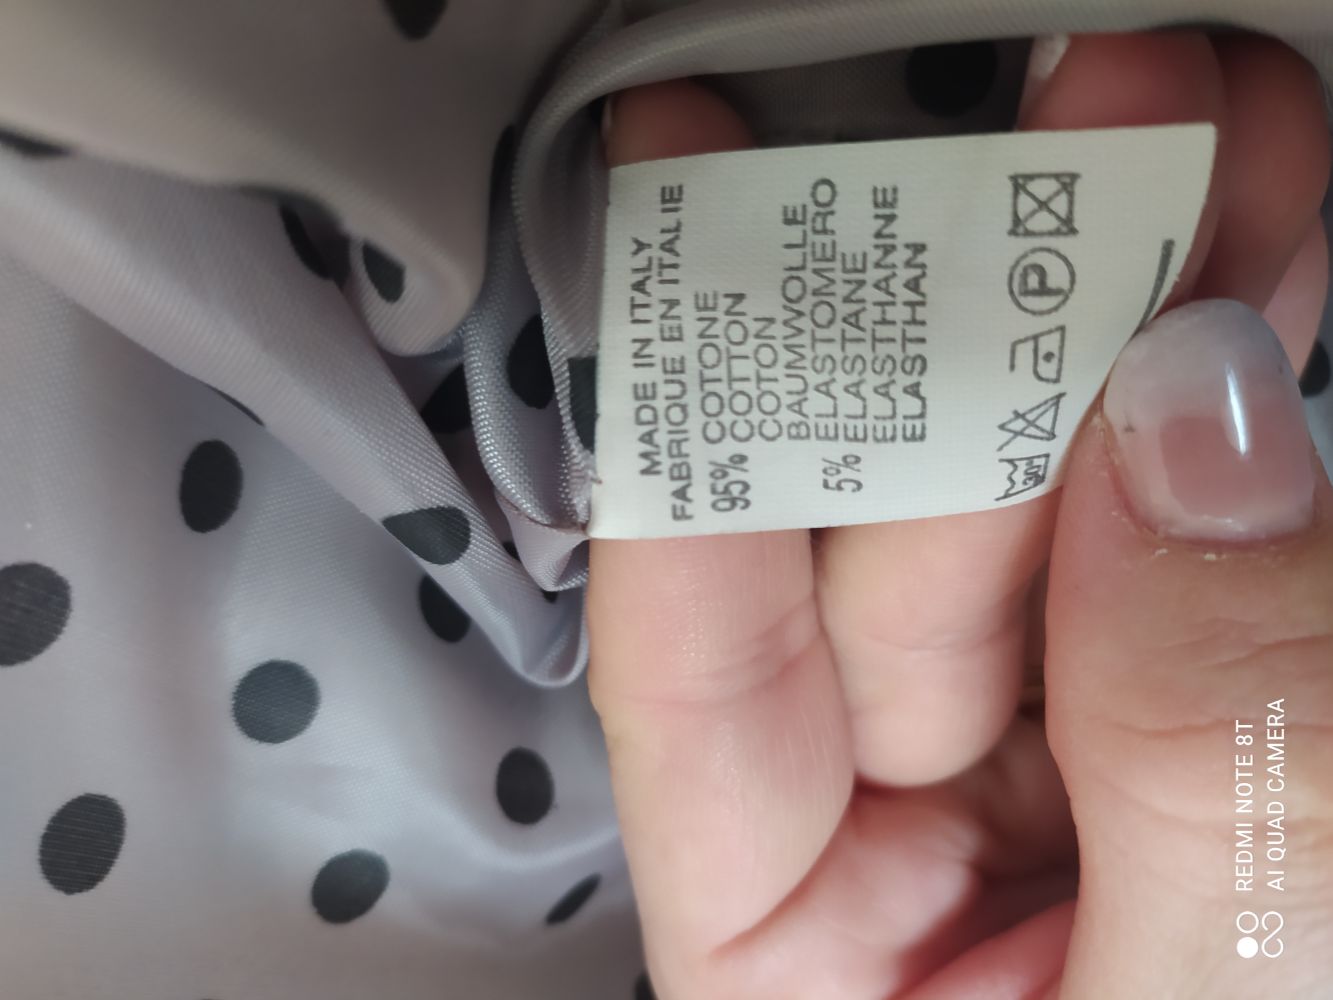 MADE IN ITALY
FABRIQUE EN ITALIE
95% COTONE
COTTON
COTON
BAUMWOLLE
5% ELASTOMERO
ELASTANE
ELASTHANNE
ELASTHAN
30°
P
REDMI NOTE 8T
AI QUAD CAMERA